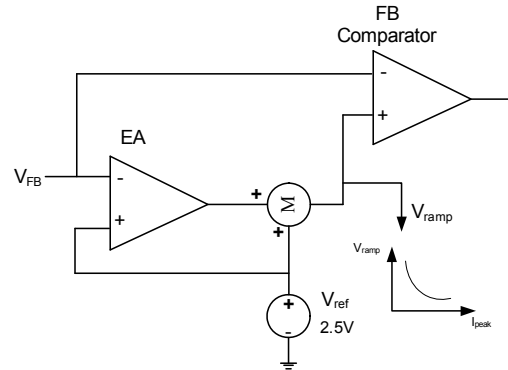 FB
Comparator
-
+
EA
VFB
-
+
+
M
+
Vramp
Vramp
Ipeak
+
-
Vref
2.5V